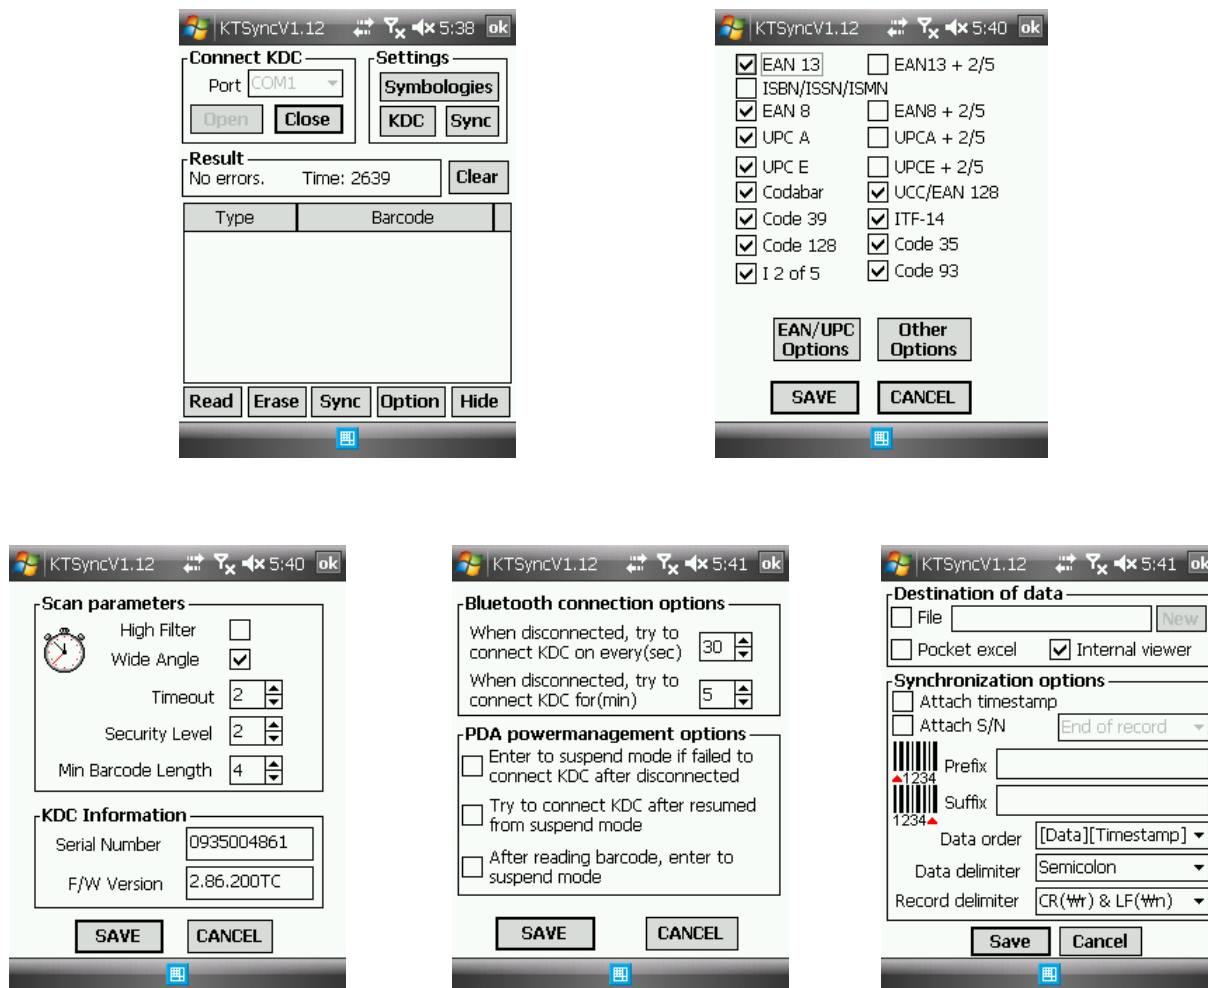 KTSyncV1.12 5:38 ok
Connect KDC
Port COM1
Open Close
Settings
Symbologies
KDC Sync
Result
No errors. Time: 2639
Clear
Type Barcode
Read Erase Sync Option Hide
KTSyncV1.12 5:40 ok
EAN 13 EAN13 + 2/5
ISBN/ISSN/ISMN
EAN 8 EAN8 + 2/5
UPC A UPCA + 2/5
UPC E UPCE + 2/5
Codabar UCC/EAN 128
Code 39 ITF-14
Code 128 Code 35
I 2 of 5 Code 93
EAN/UPC Options
Other Options
SAVE CANCEL
KTSyncV1.12 5:40 ok
Scan parameters
High Filter
Wide Angle
Timeout 2
Security Level 2
Min Barcode Length 4
KDC Information
Serial Number 0935004861
F/W Version 2.86.200TC
SAVE CANCEL
KTSyncV1.12 5:41 ok
Bluetooth connection options
When disconnected, try to
connect KDC on every(sec) 30
When disconnected, try to
connect KDC for(min) 5
PDA powermanagement options
Enter to suspend mode if failed to
connect KDC after disconnected
Try to connect KDC after resumed
from suspend mode
After reading barcode, enter to
suspend mode
SAVE CANCEL
KTSyncV1.12 5:41 ok
Destination of data
File New
Pocket excel Internal viewer
Synchronization options
Attach timestamp
Attach S/N End of record
1234 Prefix
Suffix
1234
Data order [Data][Timestamp]
Data delimiter Semicolon
Record delimiter CR(₩r) & LF(₩n)
Save Cancel